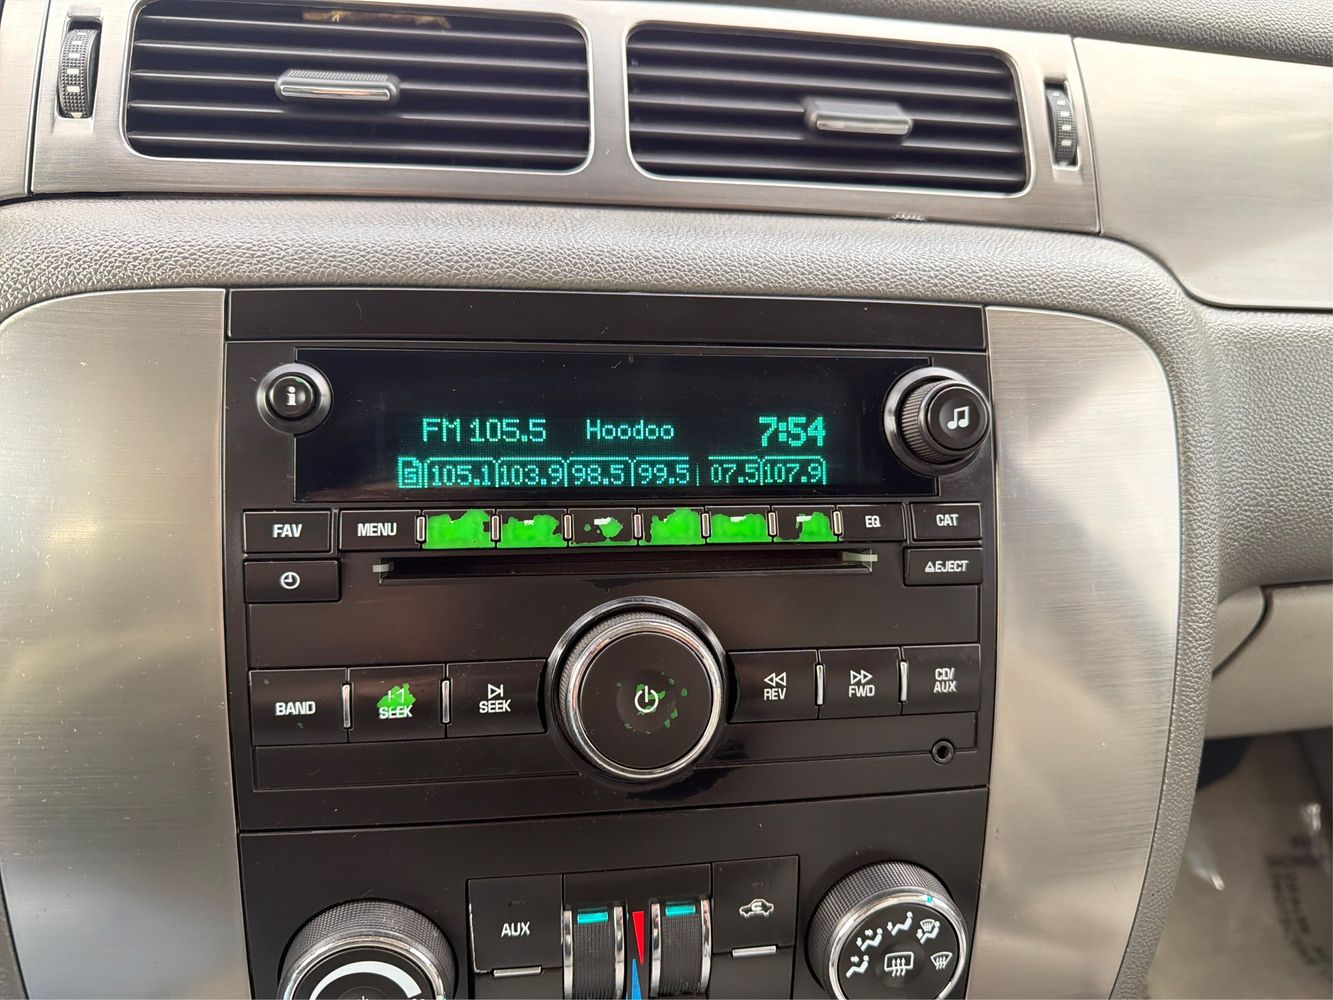 FM 105.5 Hoodoo 7:54
105.1 103.9 98.5 99.5 07.5 107.9
FAV MENU EQ CAT
EJECT
BAND SEEK SEEK REV FWD CD/AUX
AUX